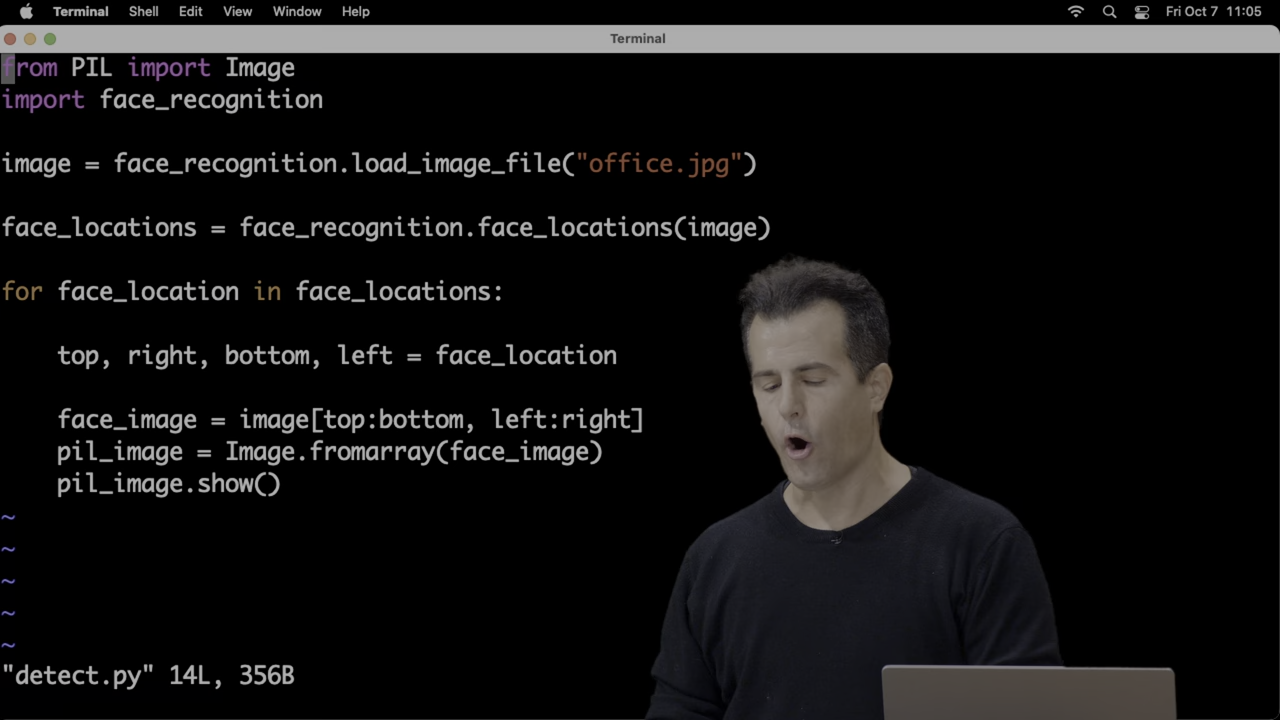 Terminal Shell Edit View Window Help Fri Oct 7 11:05
Terminal
from PIL import Image
import face_recognition
image = face_recognition.load_image_file("office.jpg")
face_locations = face_recognition.face_locations(image)
for face_location in face_locations:
    top, right, bottom, left = face_location
    face_image = image[top:bottom, left:right]
    pil_image = Image.fromarray(face_image)
    pil_image.show()
~
~
~
~
~
"detect.py" 14L, 356B